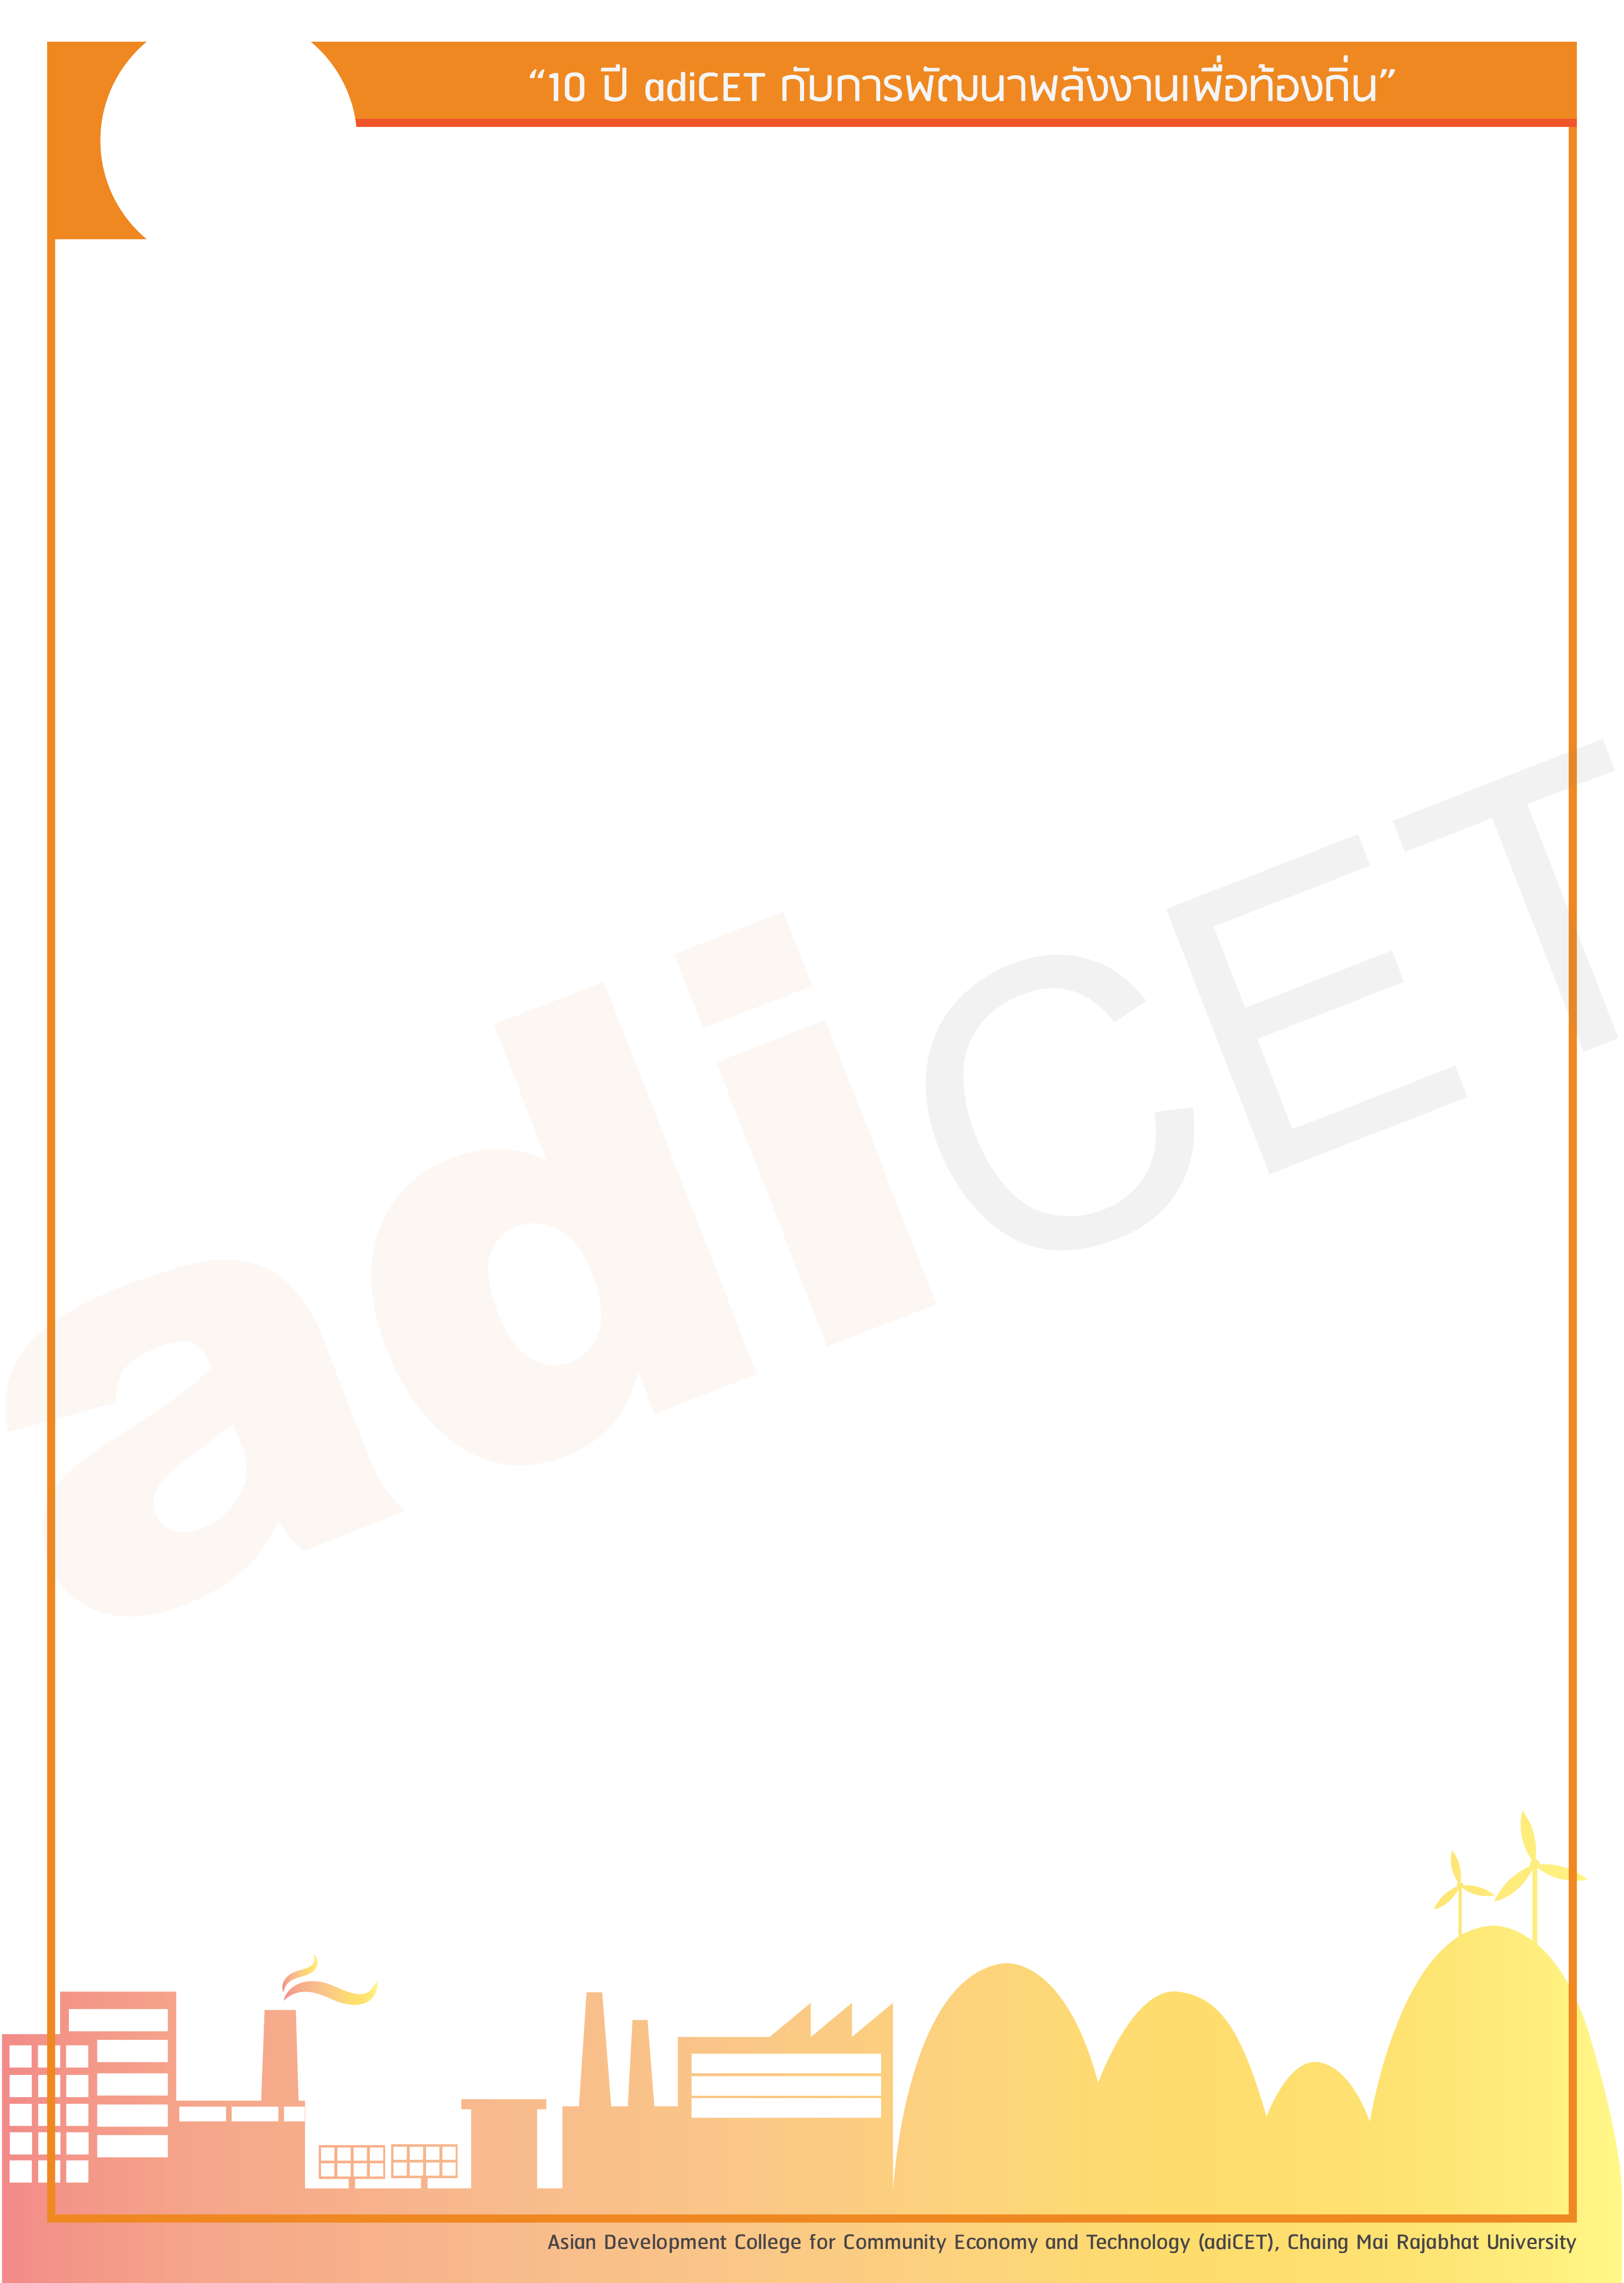 “10 ปี adiCET กับการพัฒนาพลังงานเพื่อท้องถิ่น”
adiCET
Asian Development College for Community Economy and Technology (adiCET), Chaing Mai Rajabhat University